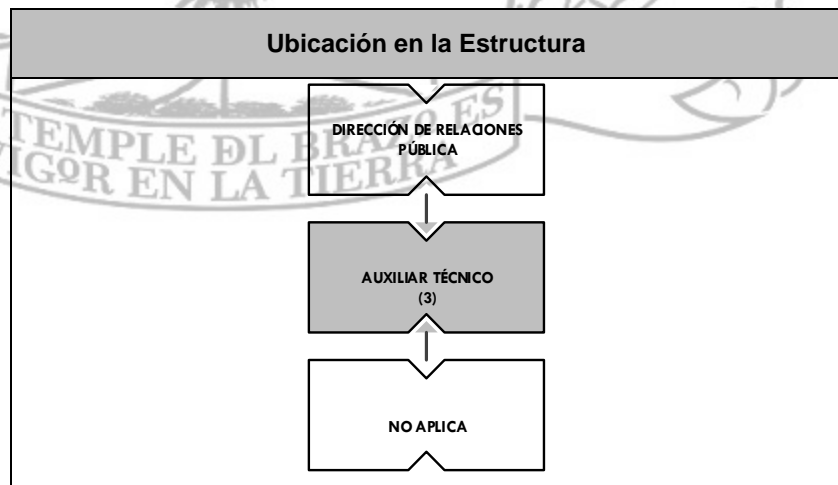 Ubicación en la Estructura
DIRECCIÓN DE RELACIONES
PÚBLICA
TEMPLE ÐL BRAZO ES
VIGOR EN LA TIERRA
AUXILIAR TÉCNICO
(3)
NO APLICA